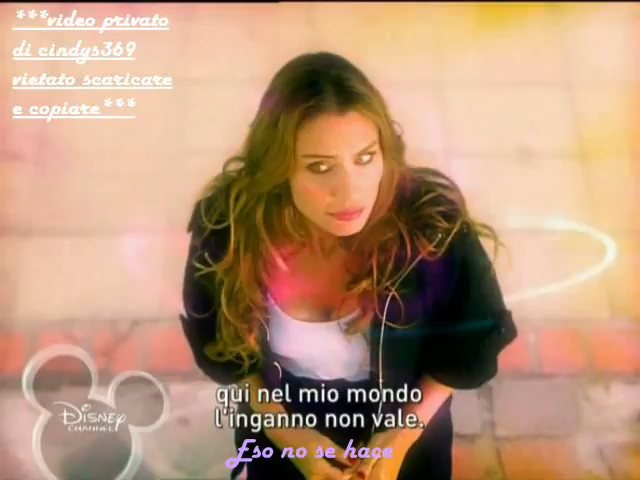 ***video privato
di cindys369
vietato scaricare
e copiare***
DISNEY
CHANNEL
qui nel mio mondo
l'inganno non vale.
Eso no se hace